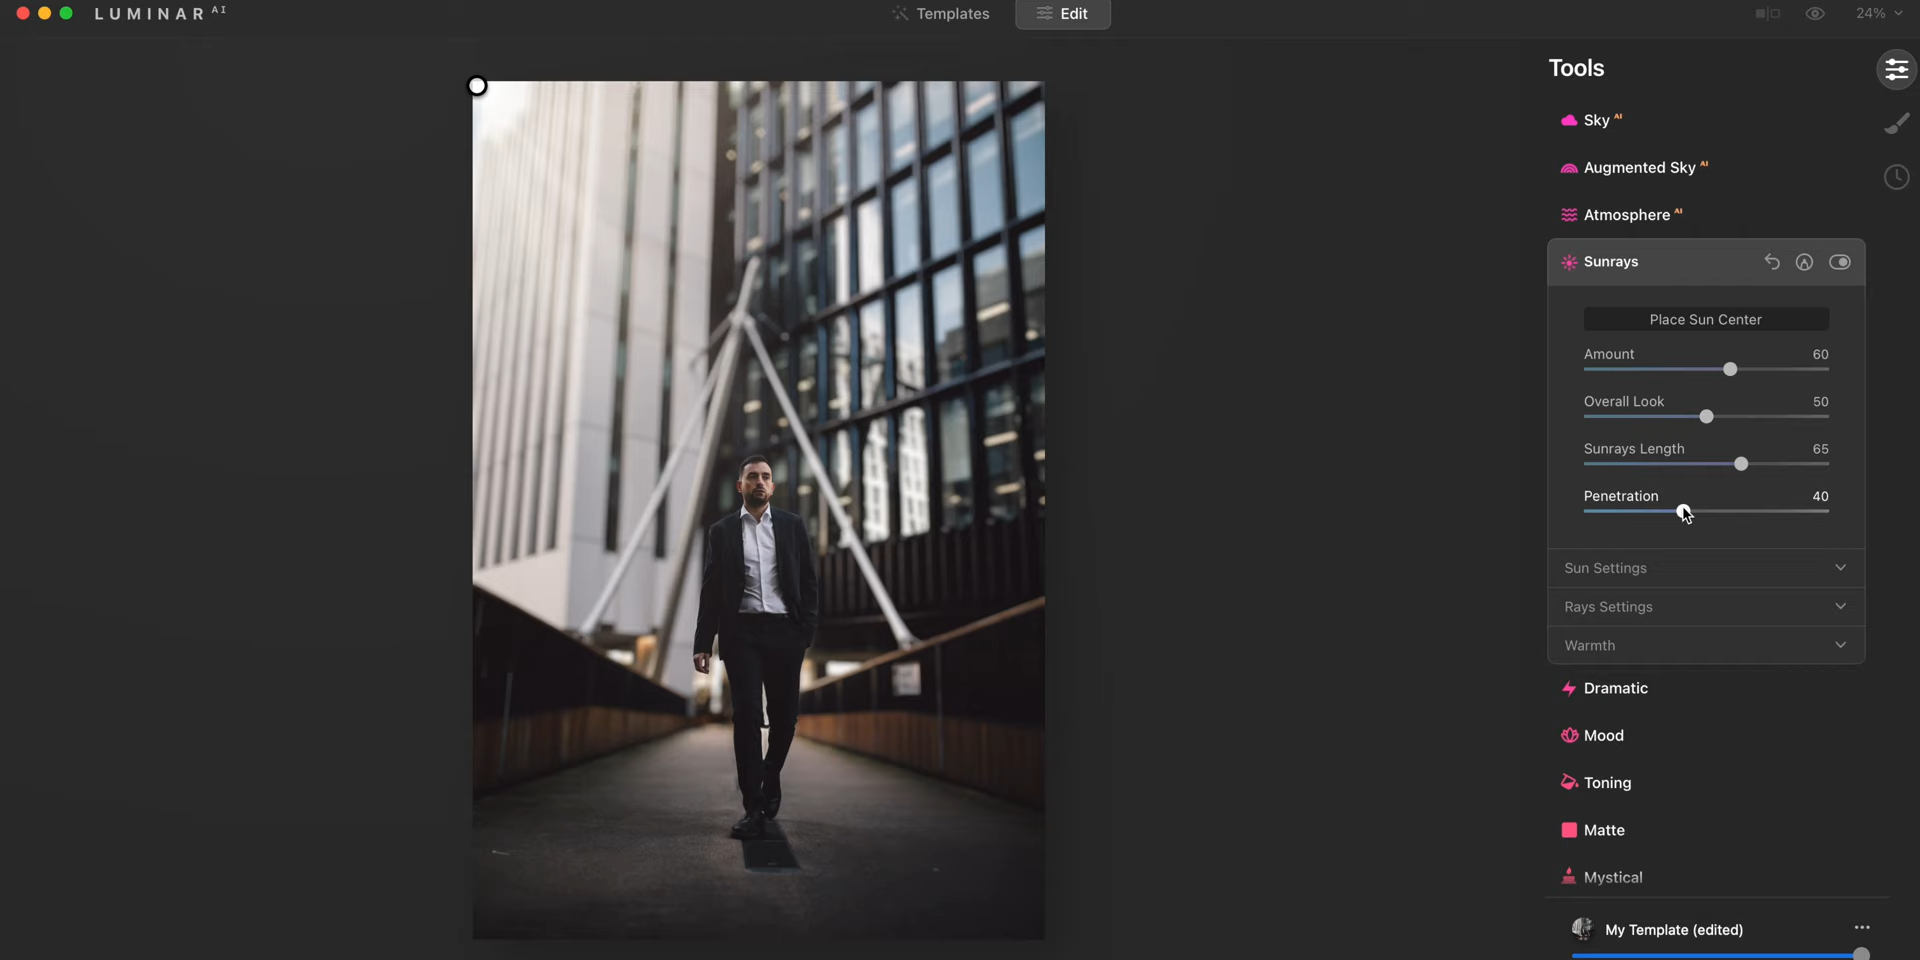 LUMINAR AI
Templates
Edit
24%
Tools
Sky AI
Augmented Sky AI
Atmosphere AI
Sunrays
Place Sun Center
Amount 60
Overall Look 50
Sunrays Length 65
Penetration 40
Sun Settings
Rays Settings
Warmth
Dramatic
Mood
Toning
Matte
Mystical
My Template (edited)